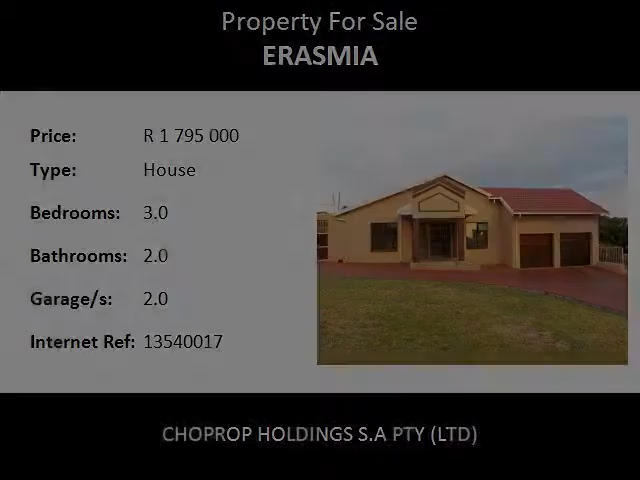 Property For Sale
ERASMIA
Price: R 1 795 000
Type: House
Bedrooms: 3.0
Bathrooms: 2.0
Garage/s: 2.0
Internet Ref: 13540017
CHOPROP HOLDINGS S.A PTY (LTD)